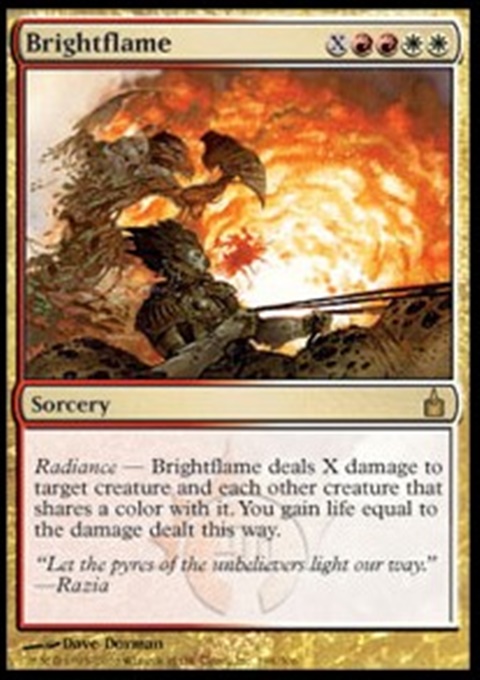 Brightflame X
Sorcery
Radiance — Brightflame deals X damage to
target creature and each other creature that
shares a color with it. You gain life equal to
the damage dealt this way.
"Let the pyres of the unbelievers light our way."
—Razia
Dave Dorman